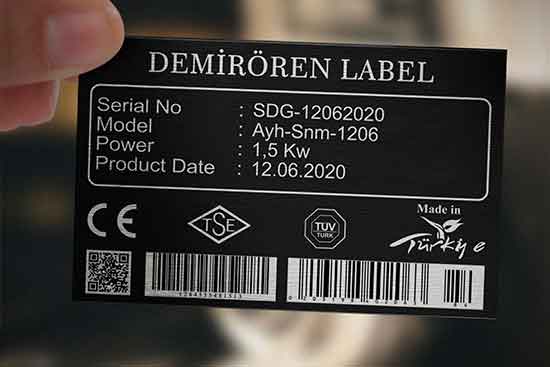 DEMİRÖREN LABEL
Serial No : SDG-12062020
Model : Ayh-Snm-1206
Power : 1,5 Kw
Product Date : 12.06.2020
CE
TSE
TUV
TURK
Made in
Türkiye